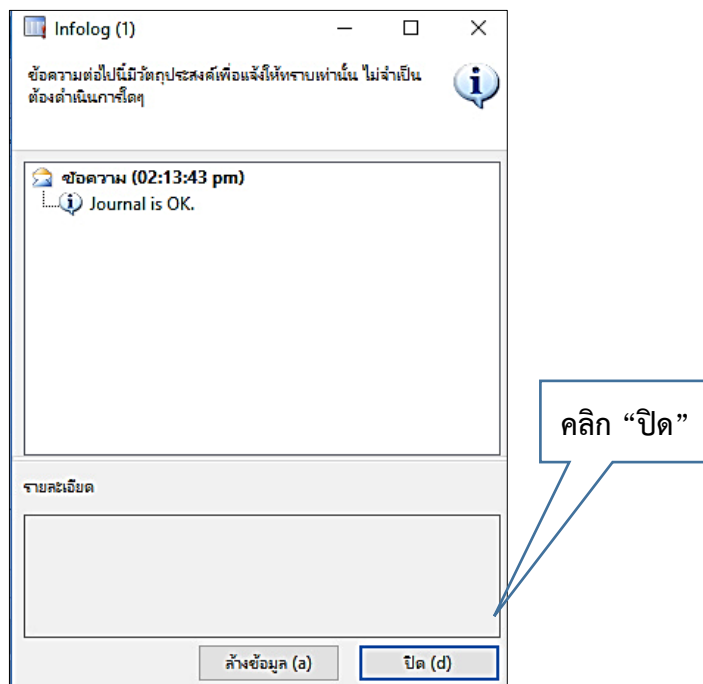 Infolog (1)
ข้อความต่อไปนี้มีวัตถุประสงค์เพื่อแจ้งให้ทราบเท่านั้น ไม่จำเป็น
ต้องดำเนินการใดๆ
ข้อความ (02:13:43 pm)
Journal is OK.
คลิก “ปิด”
รายละเอียด
ล้างข้อมูล (a)
ปิด (d)